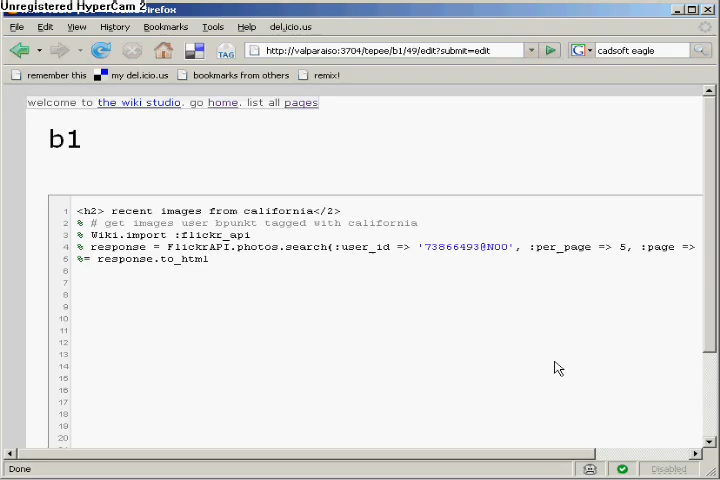 Unregistered HyperCam 2
irefox
File Edit View History Bookmarks Tools Help del.icio.us
TAG http://valparaiso:3704/tepee/b1/49/edit?submit=edit G cadsoft eagle
remember this my del.icio.us bookmarks from others remix!
welcome to the wiki studio. go home. list all pages
b1
1 <h2> recent images from california</2>
2 % # get images user bpunkt tagged with california
3 % Wiki.import :flickr_api
4 % response = FlickrAPI.photos.search(:user_id => '73866493@N00', :per_page => 5, :page =>
5 %= response.to_html
6
7
8
9
10
11
12
13
14
15
16
17
18
19
20
Done Disabled